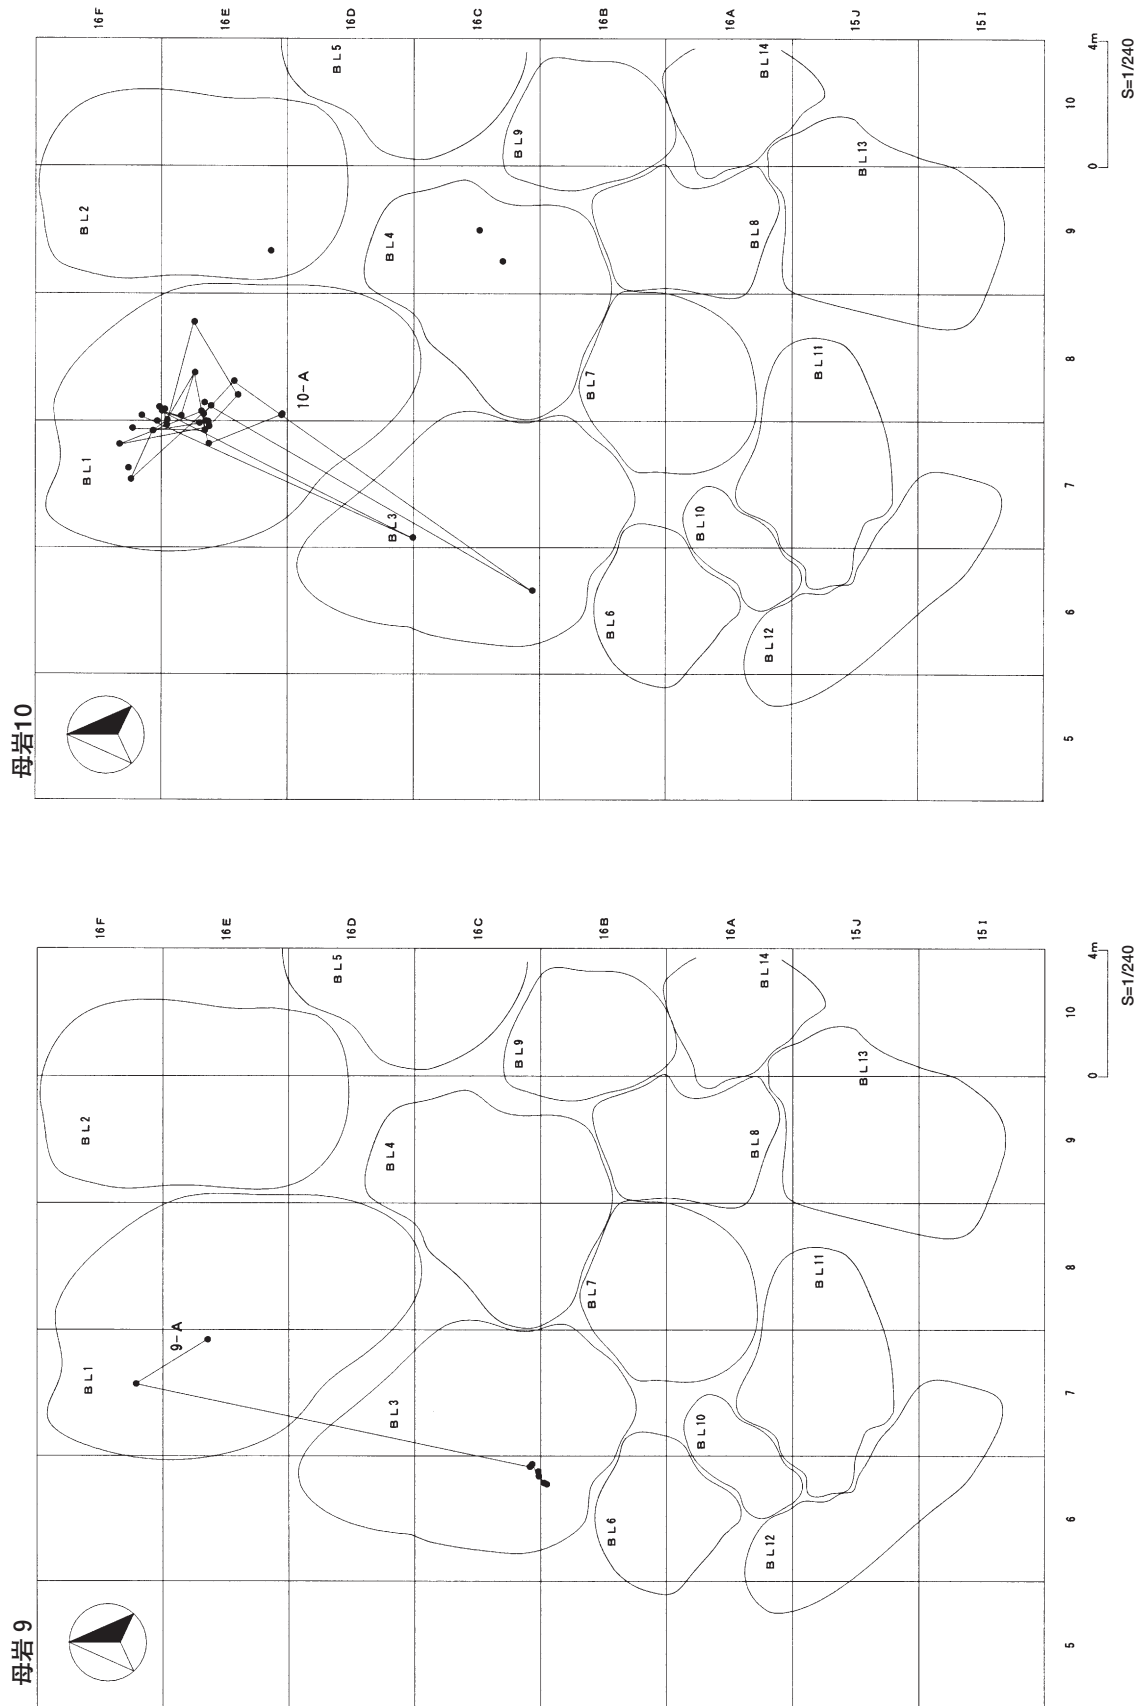 母岩10
16F
16E
16D
16C
16B
16A
15J
15I
BL5
BL14
BL2
BL9
BL13
BL4
BL8
10-A
BL7
BL11
BL1
BL3
BL10
BL6
BL12
10
9
8
7
6
5
0
4m
S=1/240
母岩 9
16F
16E
16D
16C
16B
16A
15J
15I
BL5
BL14
BL2
BL9
BL13
BL4
BL8
9-A
BL7
BL11
BL1
BL3
BL10
BL6
BL12
10
9
8
7
6
5
0
4m
S=1/240